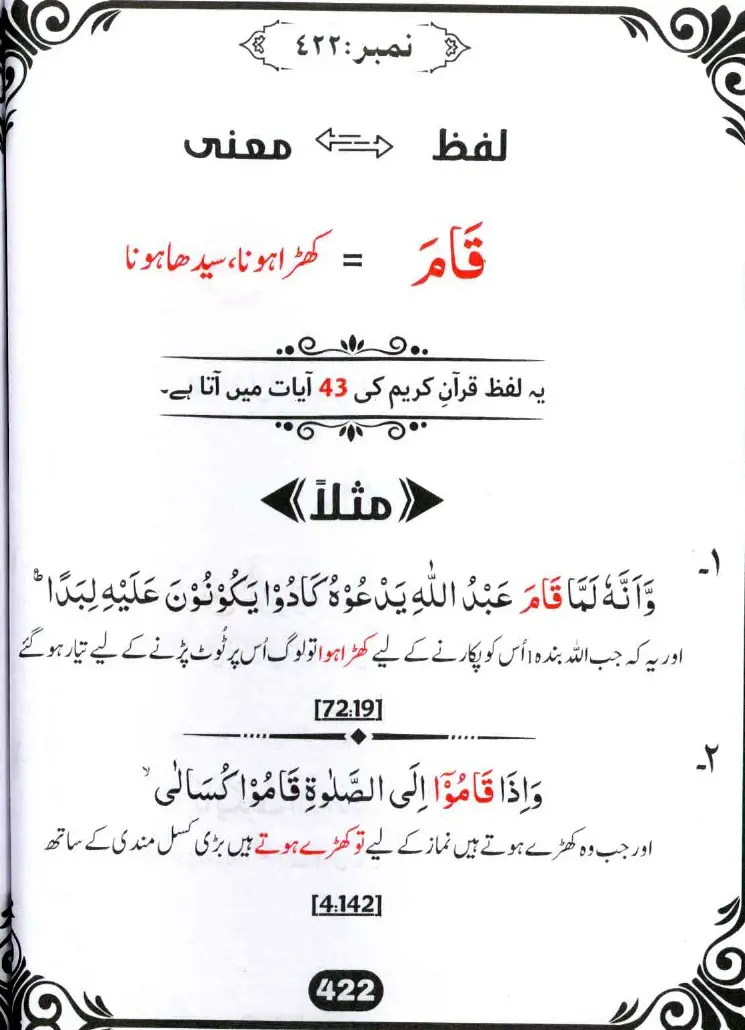 نمبر:۴۲۲
لفظ ⇐⇒ معنی
قَامَ = کھڑا ہونا، سیدھا ہونا
یہ لفظ قرآنِ کریم کی 43 آیات میں آتا ہے۔
مثلاً
۱۔
وَّاَنَّهٗ لَمَّا قَامَ عَبْدُ اللّٰهِ يَدْعُوْهُ كَادُوْا يَكُوْنُوْنَ عَلَيْهِ لِبَدًا ؕ
اور یہ کہ جب اللہ بندہ اُس کو پکارنے کے لیے کھڑا ہوا تو لوگ اُس پر ٹوٹ پڑنے کے لیے تیار ہو گئے
[72:19]
۲۔
وَاِذَا قَامُوْۤا اِلَى الصَّلٰوةِ قَامُوْا كُسَالٰى ۙ
اور جب وہ کھڑے ہوتے ہیں نماز کے لیے تو کھڑے ہوتے ہیں بڑی کسل مندی کے ساتھ
[4:142]
422